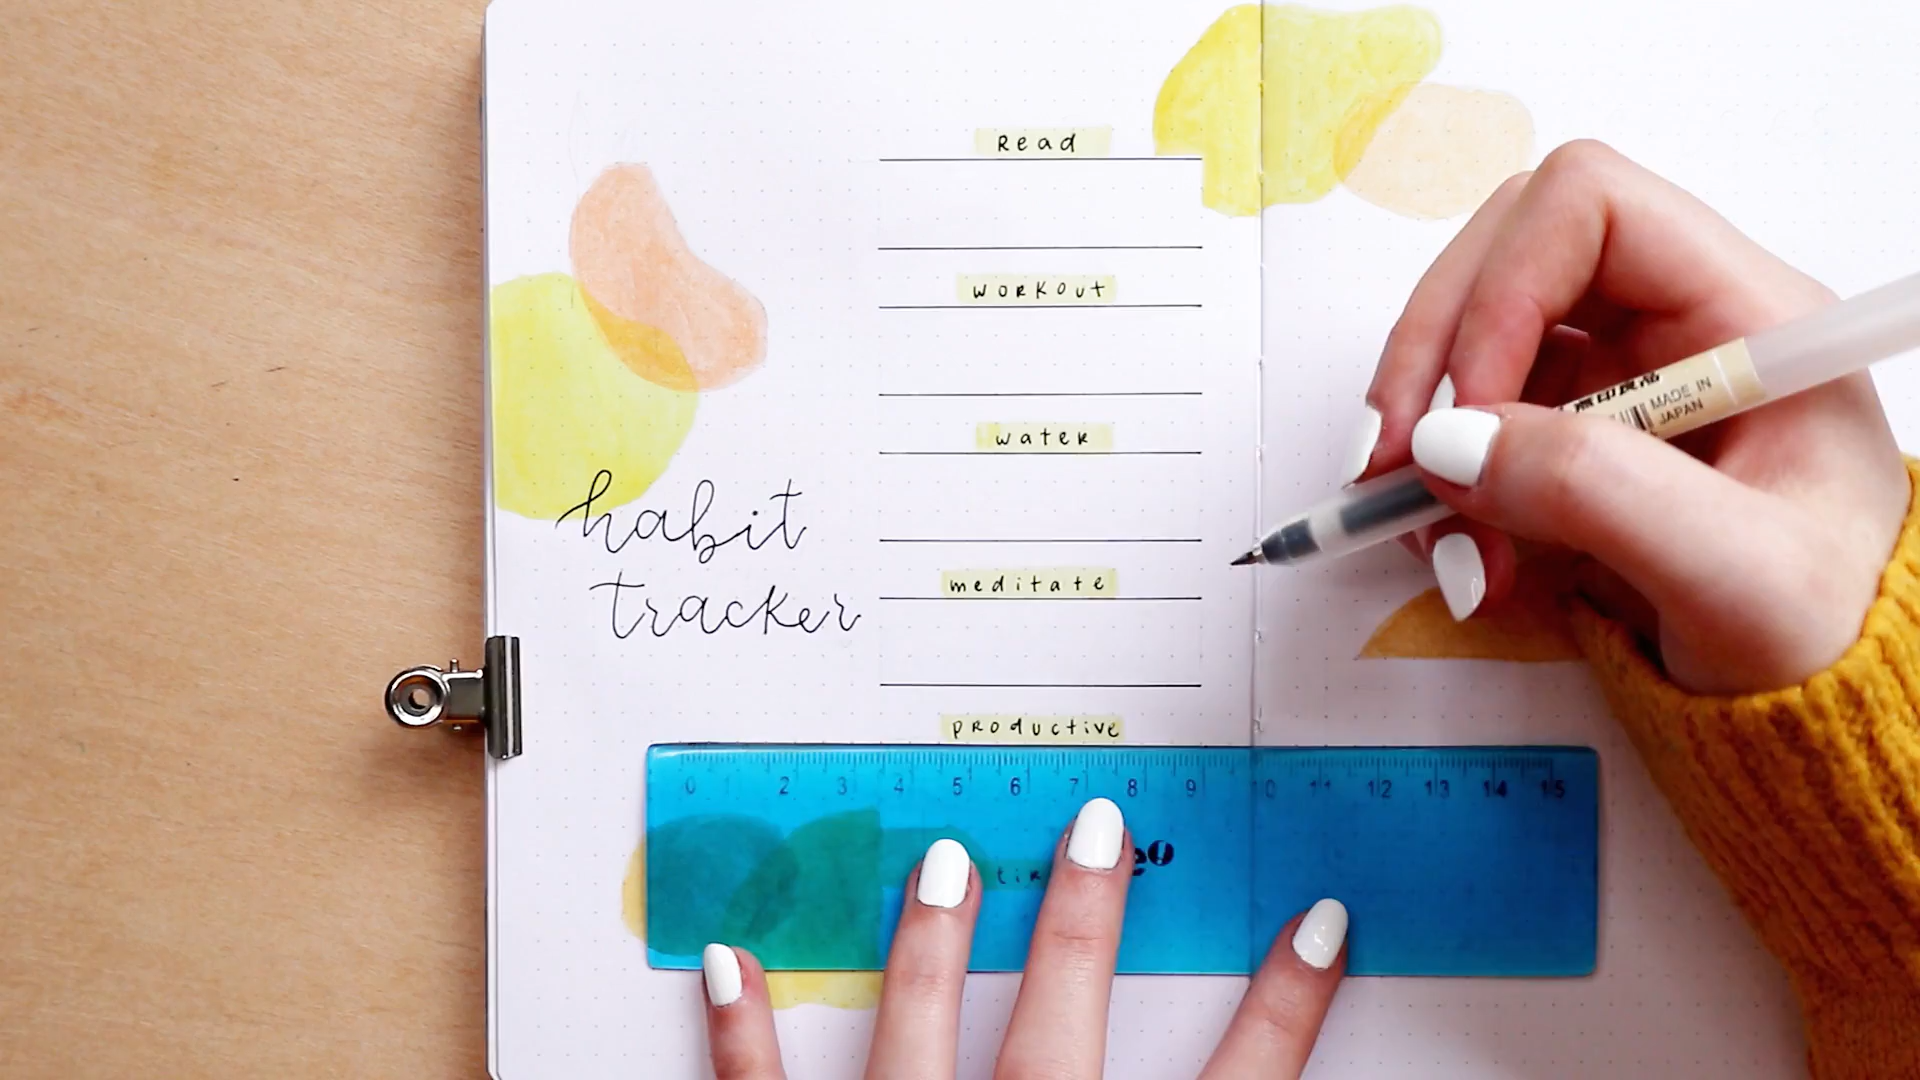 Read
workout
habit
tracker
water
meditate
productive
MADE IN
JAPAN
0 2 3 4 5 6 7 8 9 10 11 12 13 14 15